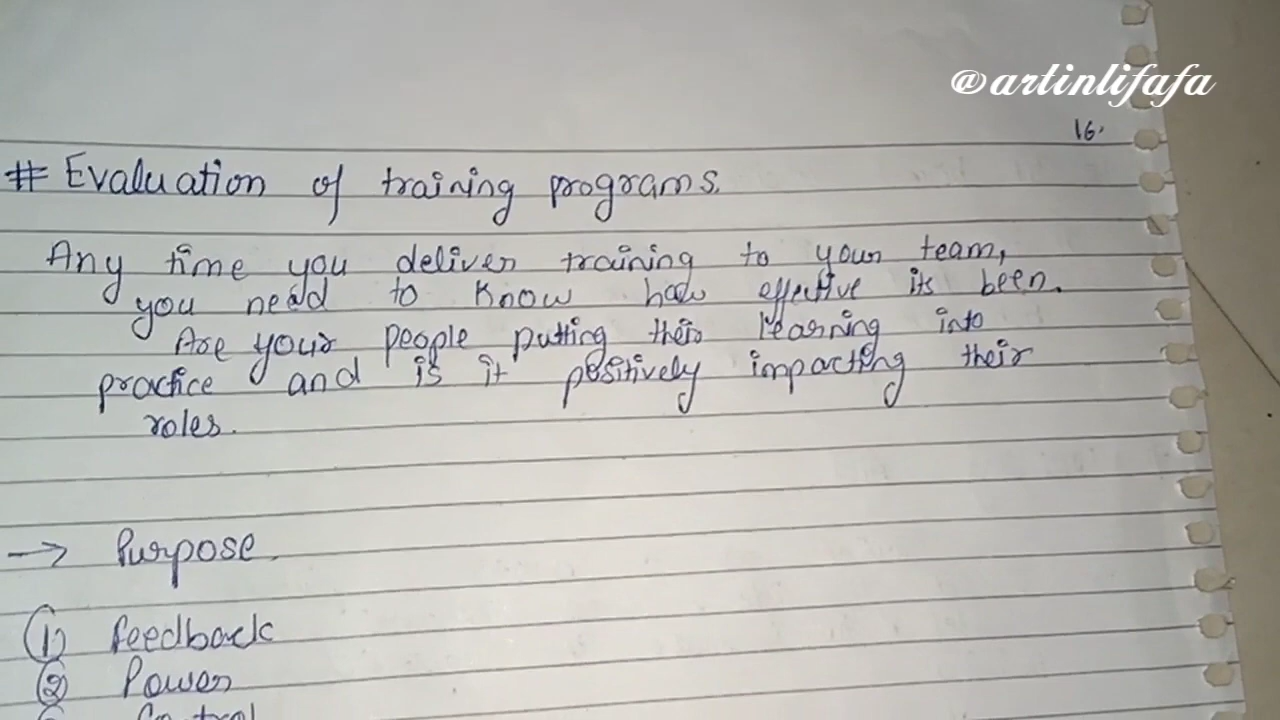 @artinlifafa
16.
# Evaluation of training programs.
Any time you deliver training to your team,
you need to know how effective its been.
Are your people putting their learning into
practice and is it positively impacting their
roles.
→ Purpose.
① Feedback
② Power
Control